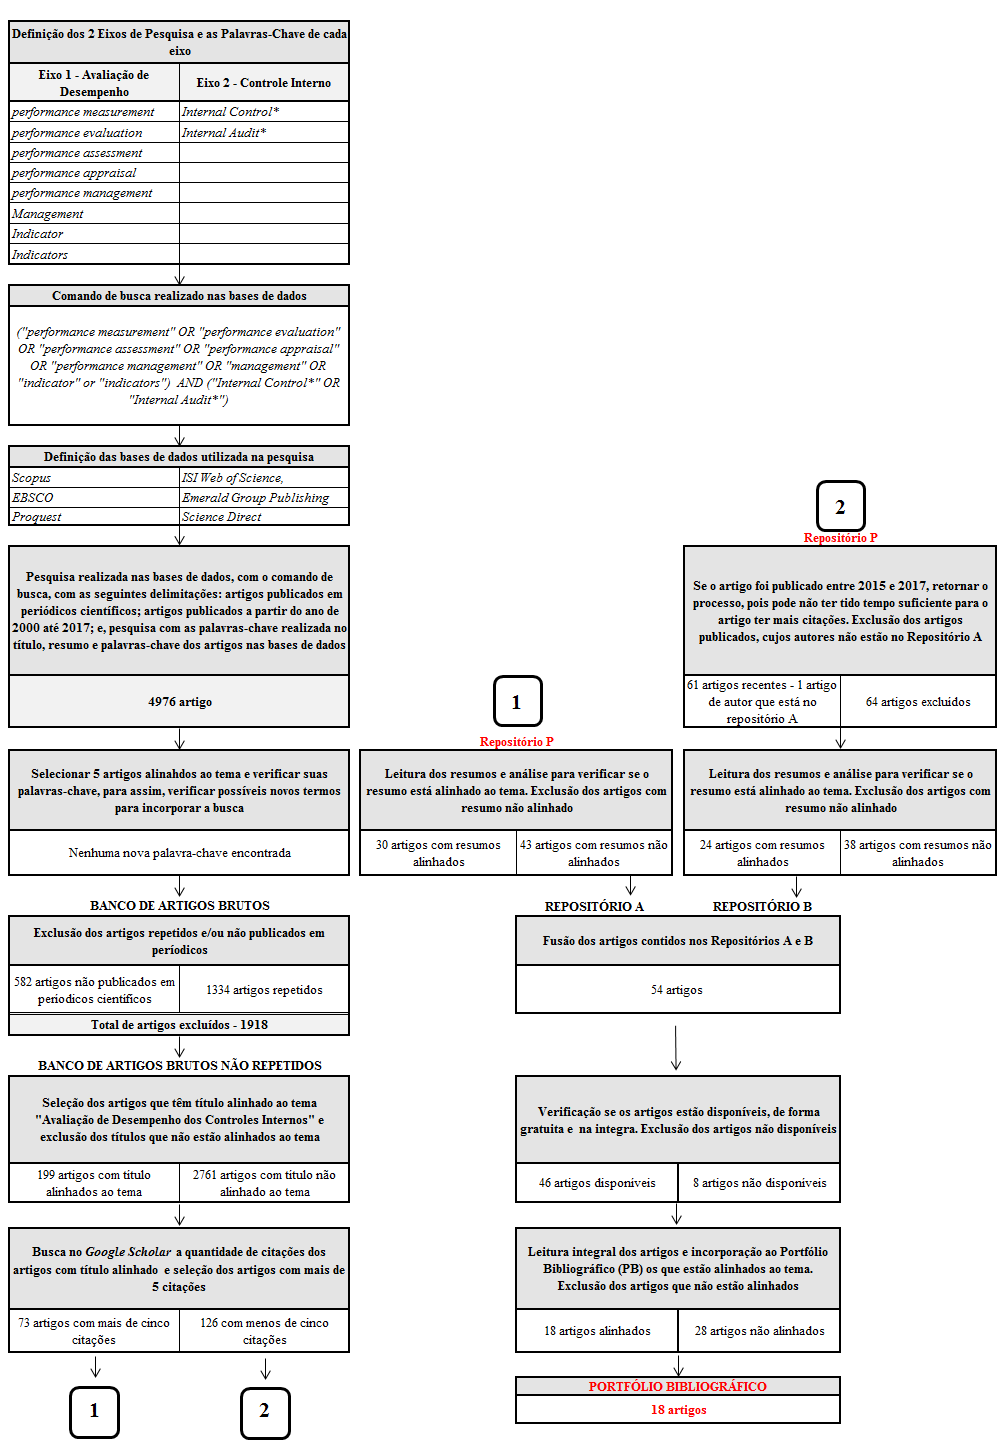 Definição dos 2 Eixos de Pesquisa e as Palavras-Chave de cada
eixo
Eixo 1 - Avaliação de
Desempenho
Eixo 2 - Controle Interno
performance measurement
Internal Control*
performance evaluation
Internal Audit*
performance assessment
performance appraisal
performance management
Management
Indicator
Indicators
Comando de busca realizado nas bases de dados
("performance measurement" OR "performance evaluation"
OR "performance assessment" OR "performance appraisal"
OR "performance management" OR "management" OR
"indicator" or "indicators") AND ("Internal Control*" OR
"Internal Audit*")
Definição das bases de dados utilizada na pesquisa
Scopus
ISI Web of Science,
EBSCO
Emerald Group Publishing
Proquest
Science Direct
Pesquisa realizada nas bases de dados, com o comando de
busca, com as seguintes delimitações: artigos publicados em
periódicos científicos; artigos publicados a partir do ano de
2000 até 2017; e, pesquisa com as palavras-chave realizada no
título, resumo e palavras-chave dos artigos nas bases de dados
4976 artigo
Selecionar 5 artigos alinahdos ao tema e verificar suas
palavras-chave, para assim, verificar possíveis novos termos
para incorporar a busca
Nenhuma nova palavra-chave encontrada
BANCO DE ARTIGOS BRUTOS
Exclusão dos artigos repetidos e/ou não publicados em
períodicos
582 artigos não publicados em
períodicos científicos
1334 artigos repetidos
Total de artigos excluídos - 1918
BANCO DE ARTIGOS BRUTOS NÃO REPETIDOS
Seleção dos artigos que têm título alinhado ao tema
"Avaliação de Desempenho dos Controles Internos" e
exclusão dos títulos que não estão alinhados ao tema
199 artigos com título
alinhados ao tema
2761 artigos com título não
alinhado ao tema
Busca no Google Scholar a quantidade de citações dos
artigos com título alinhado e seleção dos artigos com mais de
5 citações
73 artigos com mais de cinco
citações
126 com menos de cinco
citações
1
2
1
Repositório P
Leitura dos resumos e análise para verificar se o
resumo está alinhado ao tema. Exclusão dos artigos com
resumo não alinhado
30 artigos com resumos
alinhados
43 artigos com resumos não
alinhados
2
Repositório P
Se o artigo foi publicado entre 2015 e 2017, retornar o
processo, pois pode não ter tido tempo suficiente para o
artigo ter mais citações. Exclusão dos artigos
publicados, cujos autores não estão no Repositório A
61 artigos recentes - 1 artigo
de autor que está no
repositório A
64 artigos excluídos
Leitura dos resumos e análise para verificar se o
resumo está alinhado ao tema. Exclusão dos artigos com
resumo não alinhado
24 artigos com resumos
alinhados
38 artigos com resumos não
alinhados
REPOSITÓRIO A
REPOSITÓRIO B
Fusão dos artigos contidos nos Repositórios A e B
54 artigos
Verificação se os artigos estão disponíveis, de forma
gratuita e na integra. Exclusão dos artigos não disponíveis
46 artigos disponíveis
8 artigos não disponíveis
Leitura integral dos artigos e incorporação ao Portfólio
Bibliográfico (PB) os que estão alinhados ao tema.
Exclusão dos artigos que não estão alinhados
18 artigos alinhados
28 artigos não alinhados
PORTFÓLIO BIBLIOGRÁFICO
18 artigos